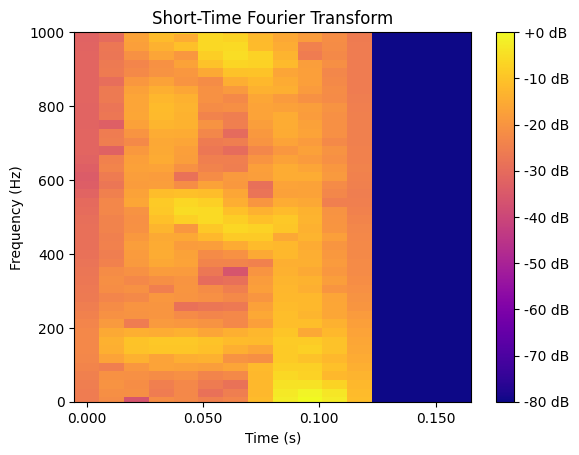 Short-Time Fourier Transform
Frequency (Hz)
1000
800
600
400
200
0
0.000 0.050 0.100 0.150
Time (s)
+0 dB
-10 dB
-20 dB
-30 dB
-40 dB
-50 dB
-60 dB
-70 dB
-80 dB